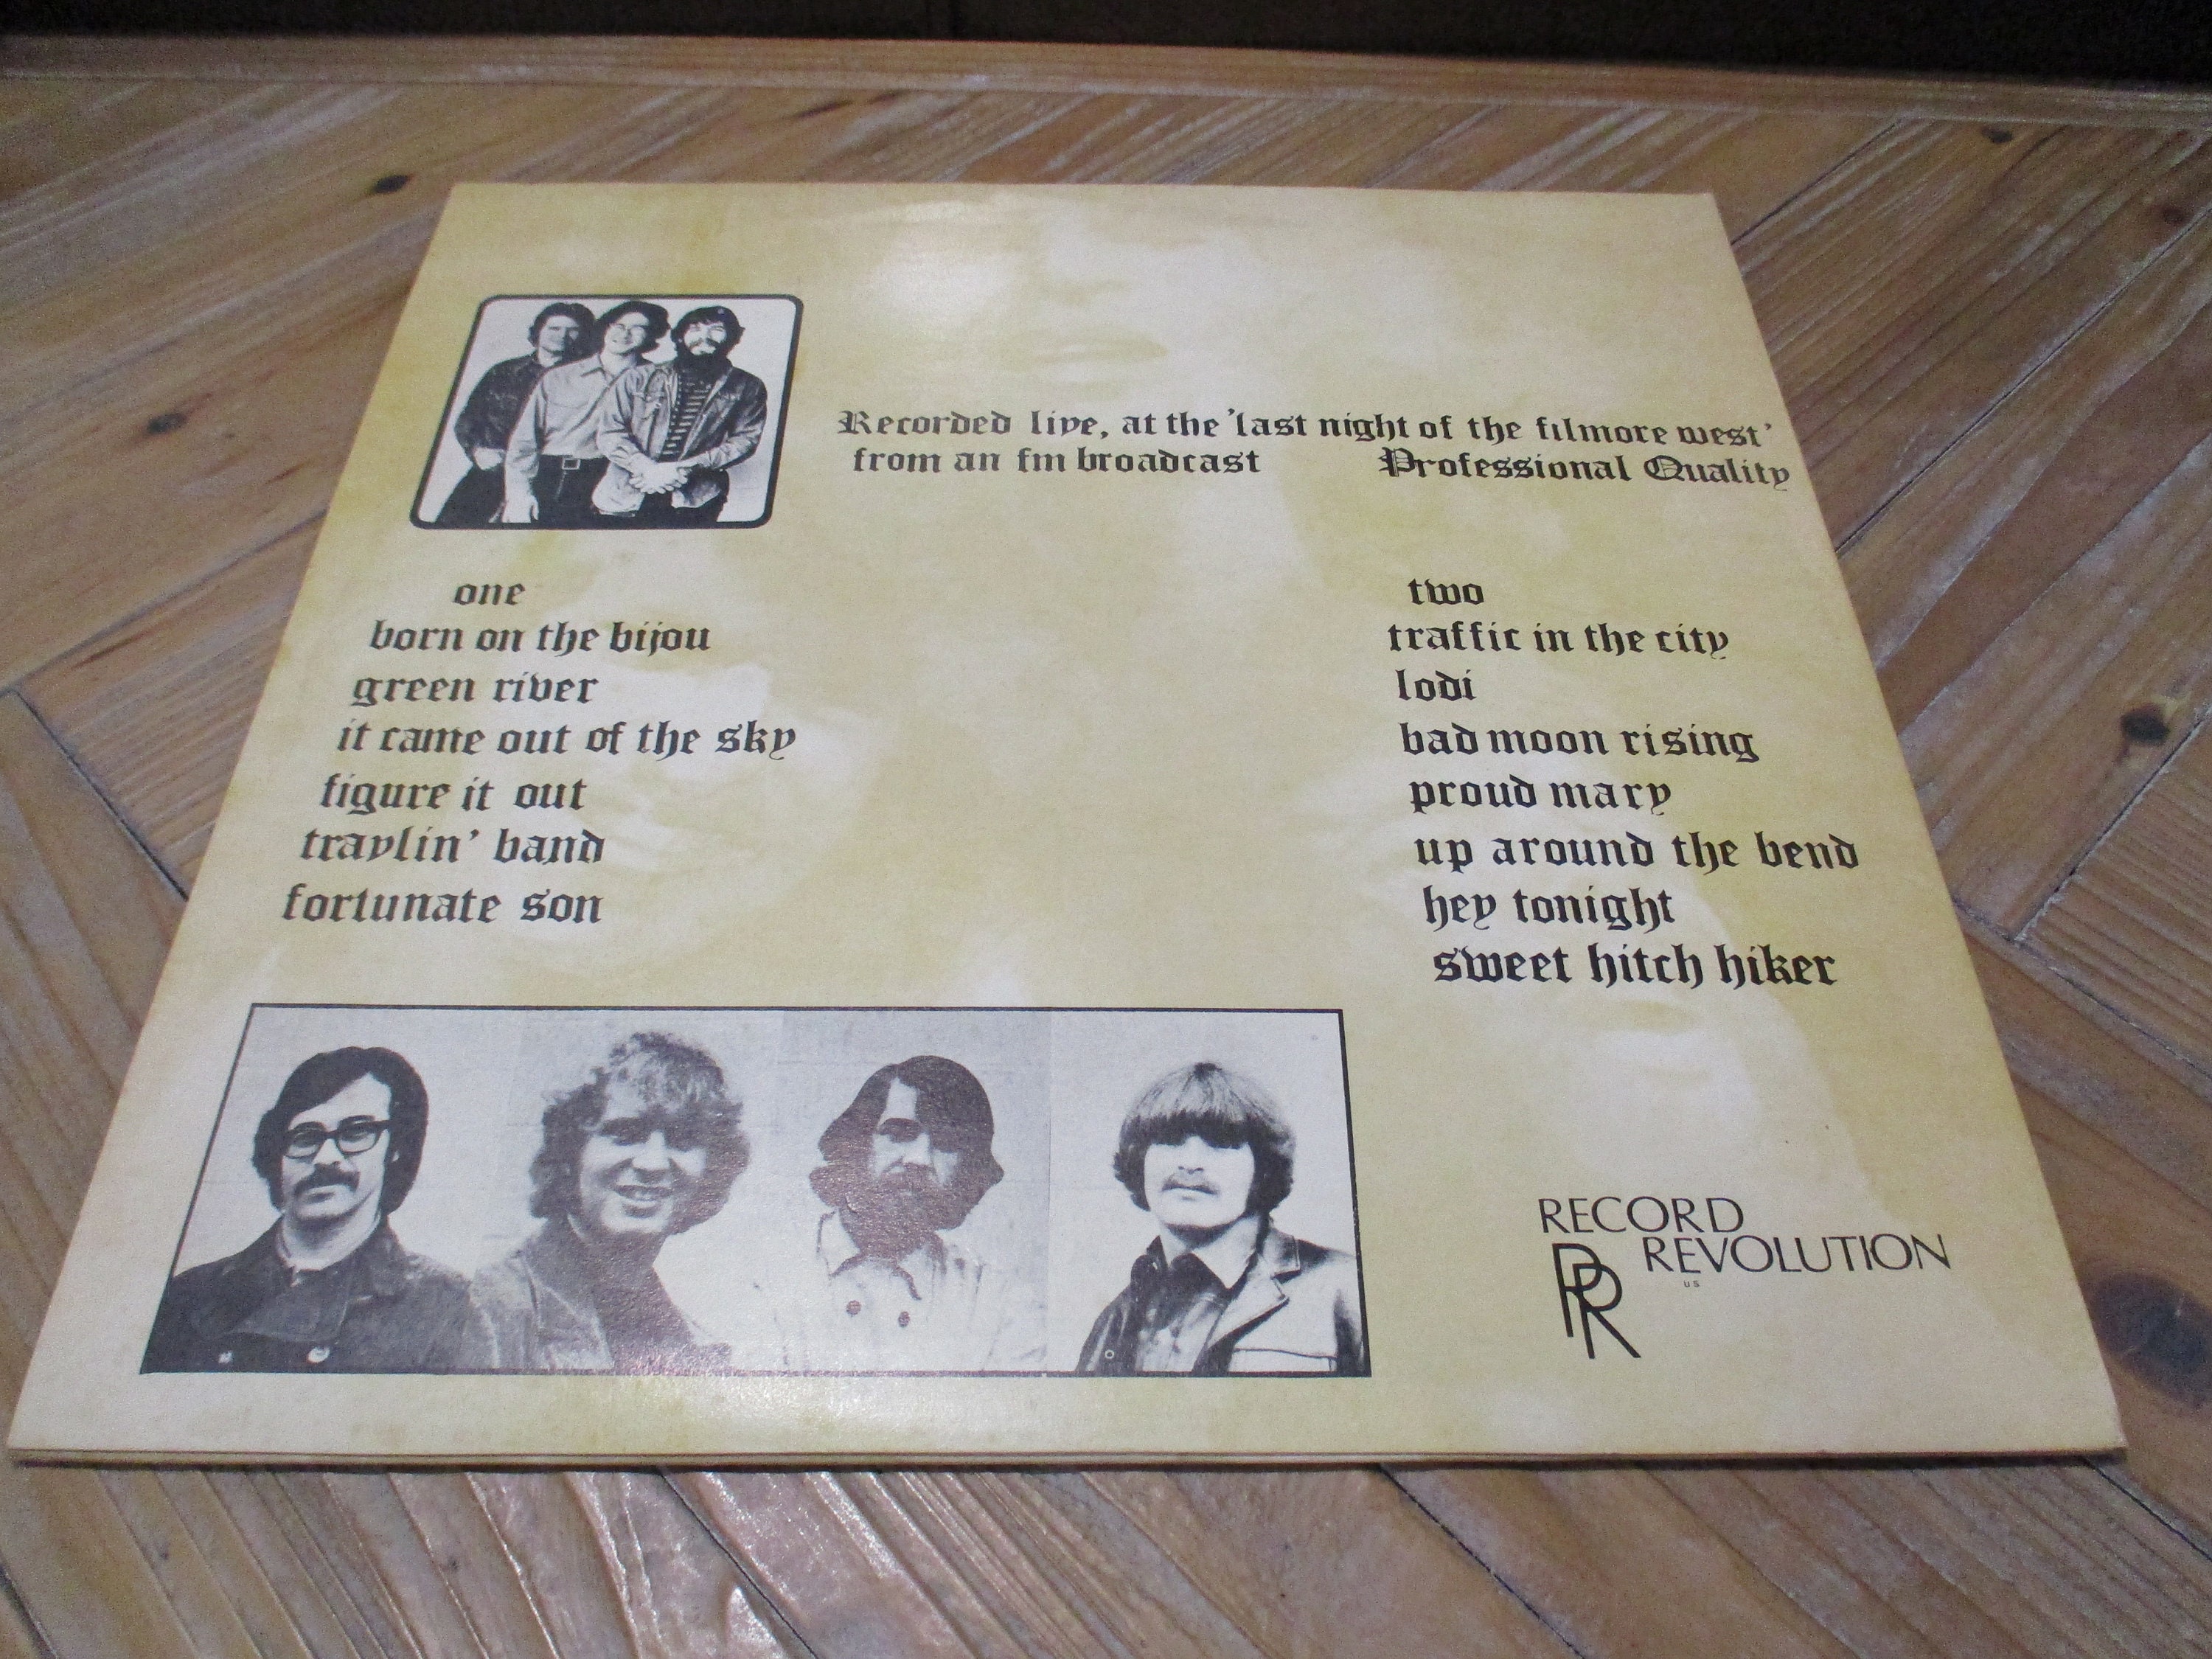 Recorded live, at the 'last night of the filmore west'
from an fm broadcast Professional Quality
one
born on the bijou
green river
it came out of the sky
figure it out
travlin' band
fortunate son
two
traffic in the city
lodi
bad moon rising
proud mary
up around the bend
hey tonight
sweet hitch hiker
RECORD
REVOLUTION
US
RR